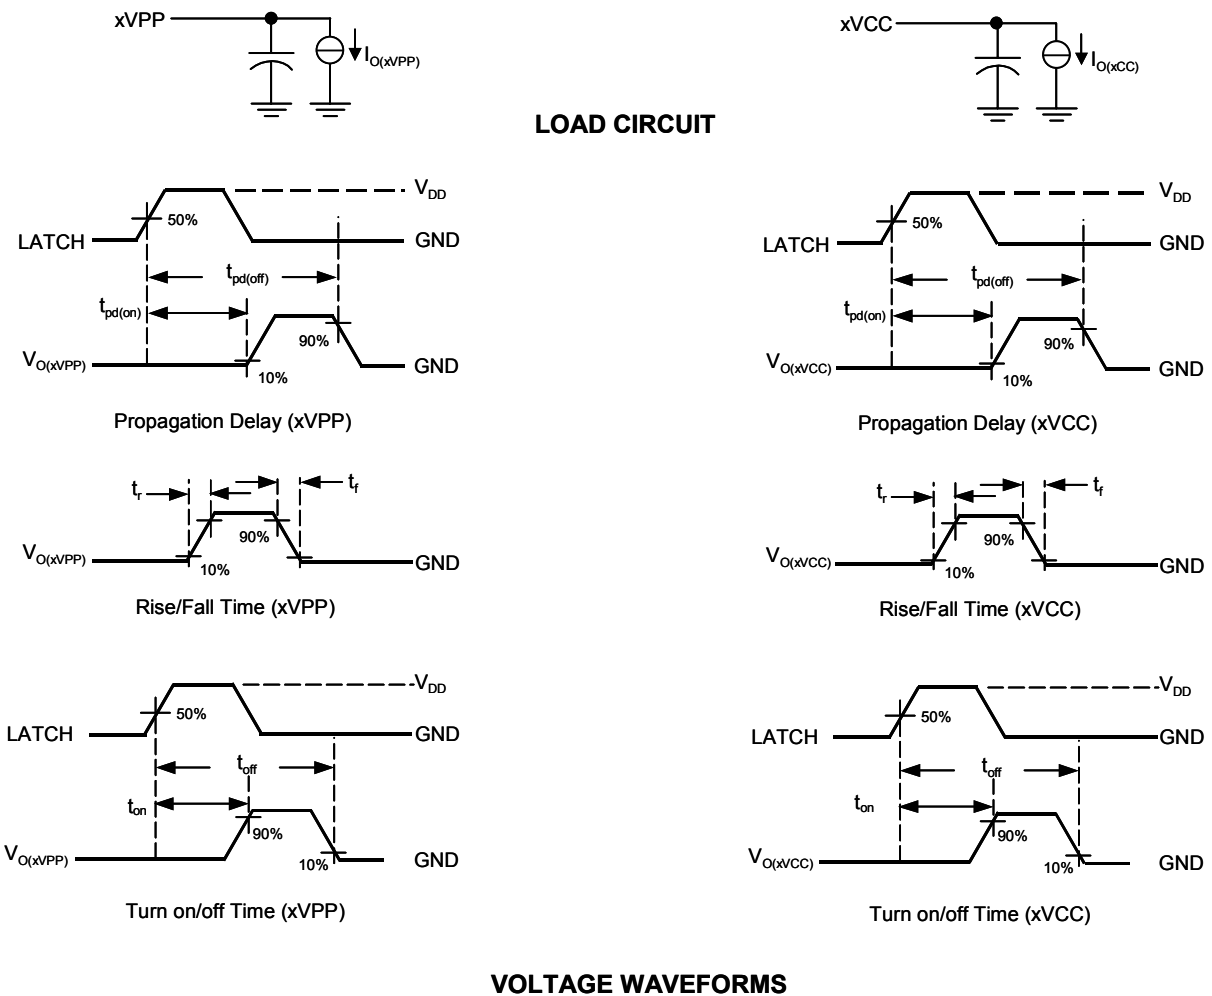 xVPP
I_O(xVPP)
xVCC
I_O(xCC)
LOAD CIRCUIT
V_DD
50%
LATCH
GND
t_pd(off)
t_pd(on)
90%
V_O(xVPP)
10%
GND
Propagation Delay (xVPP)
V_DD
50%
LATCH
GND
t_pd(off)
t_pd(on)
90%
V_O(xVCC)
10%
GND
Propagation Delay (xVCC)
t_r
t_f
90%
V_O(xVPP)
10%
GND
Rise/Fall Time (xVPP)
t_r
t_f
90%
V_O(xVCC)
10%
GND
Rise/Fall Time (xVCC)
V_DD
50%
LATCH
GND
t_off
t_on
90%
V_O(xVPP)
10%
GND
Turn on/off Time (xVPP)
V_DD
50%
LATCH
GND
t_off
t_on
90%
V_O(xVCC)
10%
GND
Turn on/off Time (xVCC)
VOLTAGE WAVEFORMS